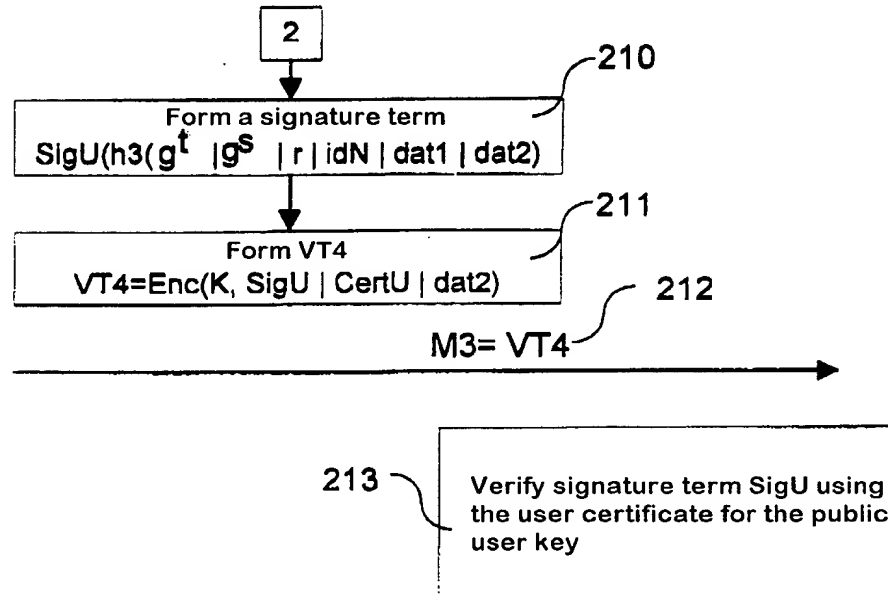 2
210
Form a signature term
SigU(h3(g^t |g^s | r | idN | dat1 | dat2)
211
Form VT4
VT4=Enc(K, SigU | CertU | dat2)
212
M3= VT4
213
Verify signature term SigU using
the user certificate for the public
user key